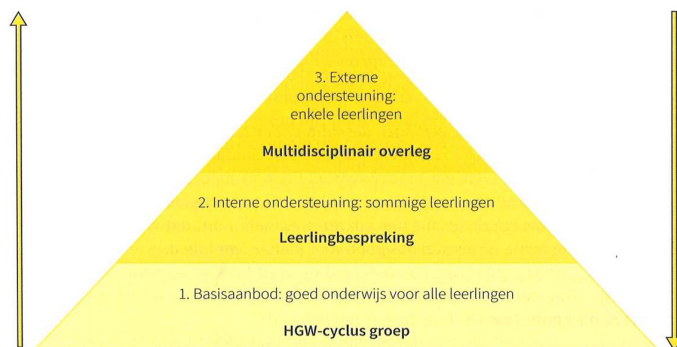 3. Externe
ondersteuning:
enkele leerlingen
Multidisciplinair overleg
2. Interne ondersteuning: sommige leerlingen
Leerlingbespreking
1. Basisaanbod: goed onderwijs voor alle leerlingen
HGW-cyclus groep